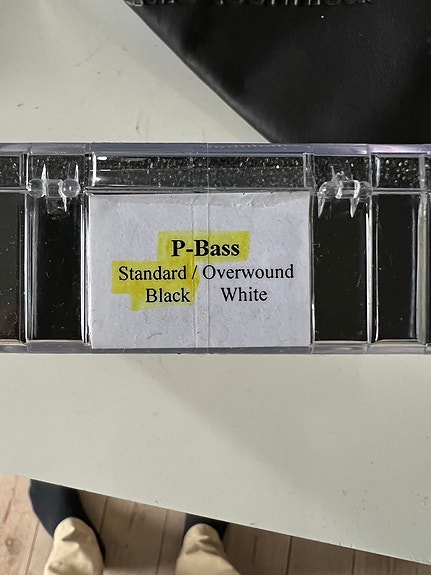 P-Bass
Standard / Overwound
Black White